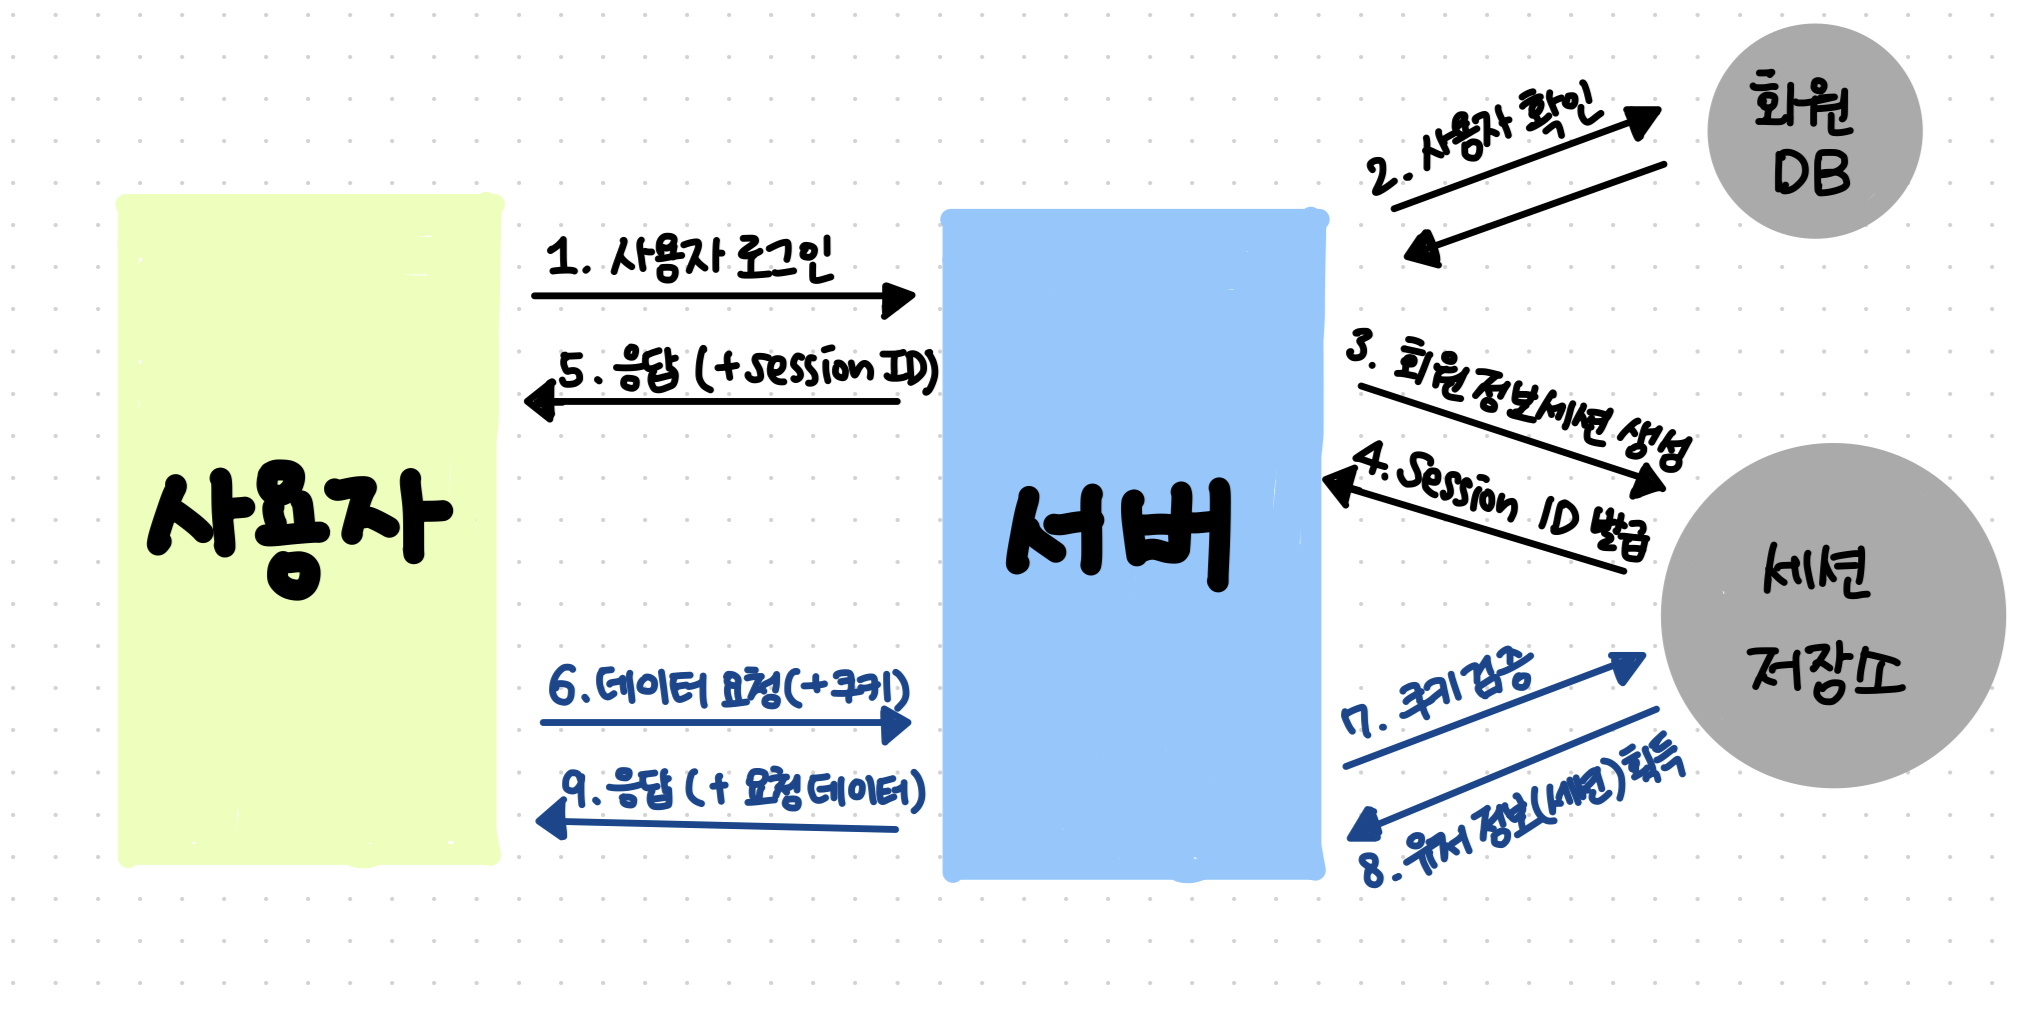 회원
DB
2. 사용자 확인
1. 사용자 로그인
3. 회원정보세션 생성
5. 응답 (+session ID)
4. Session ID 발급
사용자
서버
세션
저장소
6. 데이터 요청(+쿠키)
7. 쿠키 검증
9. 응답 (+ 요청 데이터)
8. 유저 정보(세션) 획득